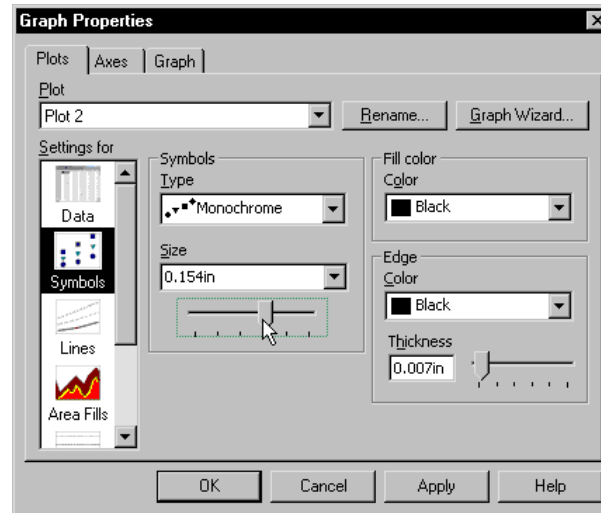 Graph Properties
Plots Axes Graph
Plot
Plot 2 Rename... Graph Wizard...
Settings for
Data
Symbols
Lines
Area Fills
Symbols
Type
Monochrome
Size
0.154in
Fill color
Color
Black
Edge
Color
Black
Thickness
0.007in
OK Cancel Apply Help